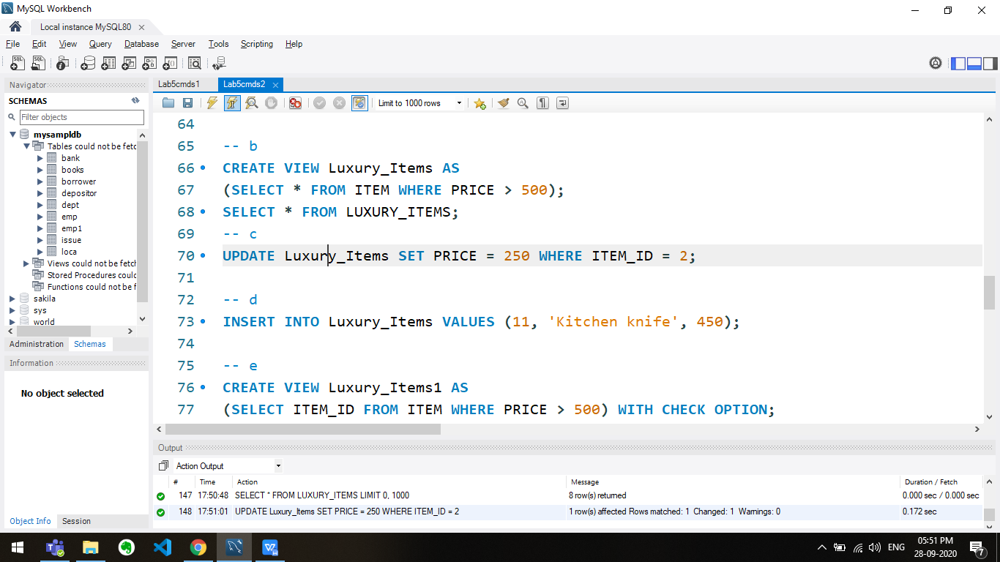 MySQL Workbench
Local instance MySQL80
File Edit View Query Database Server Tools Scripting Help
Navigator
SCHEMAS
Filter objects
mysampldb
Tables could not be fetc
bank
books
borrower
depositor
dept
emp
emp1
issue
loca
Views could not be fetch
Stored Procedures could
Functions could not be f
sakila
sys
world
Administration Schemas
Information
No object selected
Object Info Session
Lab5cmds1 Lab5cmds2
Limit to 1000 rows
64
65 -- b
66 CREATE VIEW Luxury_Items AS
67 (SELECT * FROM ITEM WHERE PRICE > 500);
68 SELECT * FROM LUXURY_ITEMS;
69 -- c
70 UPDATE Luxury_Items SET PRICE = 250 WHERE ITEM_ID = 2;
71
72 -- d
73 INSERT INTO Luxury_Items VALUES (11, 'Kitchen knife', 450);
74
75 -- e
76 CREATE VIEW Luxury_Items1 AS
77 (SELECT ITEM_ID FROM ITEM WHERE PRICE > 500) WITH CHECK OPTION;
Output
Action Output
# Time Action Message Duration / Fetch
147 17:50:48 SELECT * FROM LUXURY_ITEMS LIMIT 0, 1000 8 row(s) returned 0.000 sec / 0.000 sec
148 17:51:01 UPDATE Luxury_Items SET PRICE = 250 WHERE ITEM_ID = 2 1 row(s) affected Rows matched: 1 Changed: 1 Warnings: 0 0.172 sec
ENG
05:51 PM
28-09-2020
7